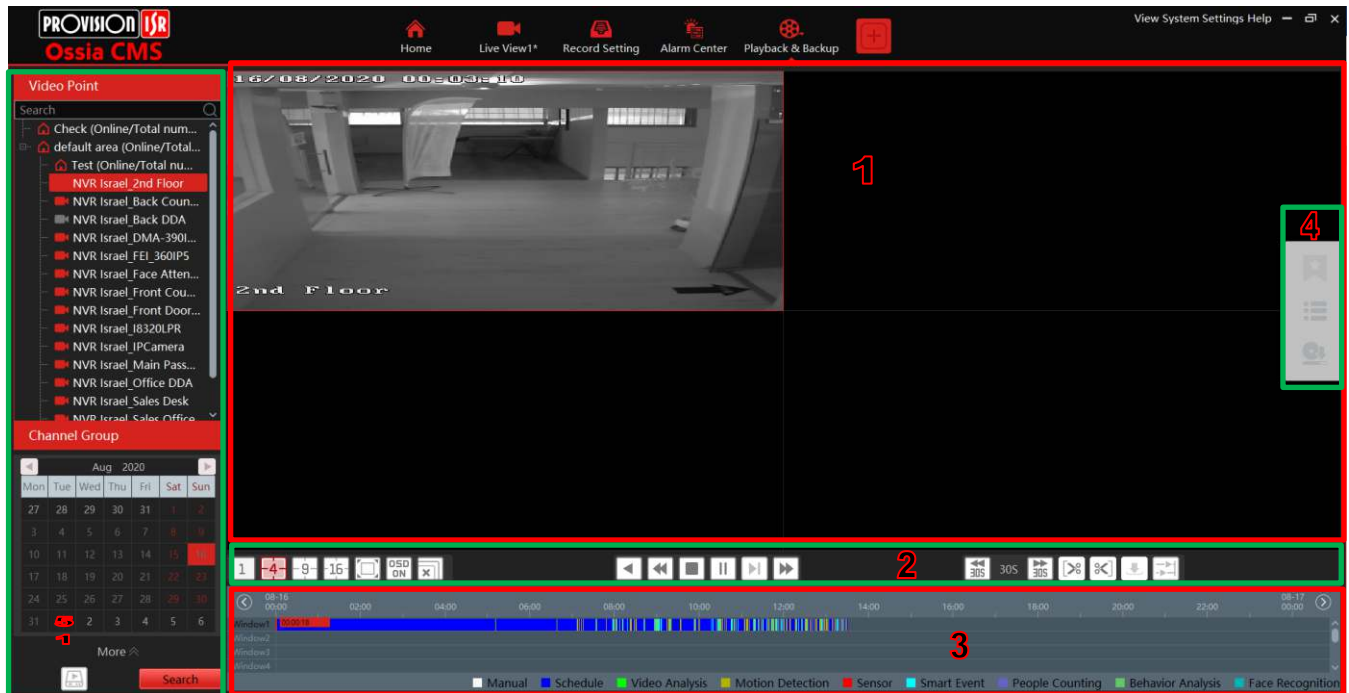 PROVISION ISR
Ossia CMS
Home
Live View1*
Record Setting
Alarm Center
Playback & Backup
View System Settings Help
Video Point
Search
Check (Online/Total num...
default area (Online/Total...
Test (Online/Total nu...
NVR Israel_2nd Floor
NVR Israel_Back Coun...
NVR Israel_Back DDA
NVR Israel_DMA-390I...
NVR Israel_FEI_360IP5
NVR Israel_Face Atten...
NVR Israel_Front Cou...
NVR Israel_Front Door...
NVR Israel_I8320LPR
NVR Israel_IPCamera
NVR Israel_Main Pass...
NVR Israel_Office DDA
NVR Israel_Sales Desk
NVR Israel_Sales Office
Channel Group
Aug 2020
Mon Tue Wed Thu Fri Sat Sun
27 28 29 30 31 1 2
3 4 5 6 7 8 9
10 11 12 13 14 15 16
17 18 19 20 21 22 23
24 25 26 27 28 29 30
31 2 3 4 5 6
More
Search
16/08/2020 00:03:10
2nd Floor
1
4
1 4 9 16 OSD ON
2
30S 30S 30S
08-16 08-17
00:00 02:00 04:00 06:00 08:00 10:00 12:00 14:00 16:00 18:00 20:00 22:00 00:00
Window1 00:00:19
Window2
Window3
Window4
3
Manual Schedule Video Analysis Motion Detection Sensor Smart Event People Counting Behavior Analysis Face Recognition